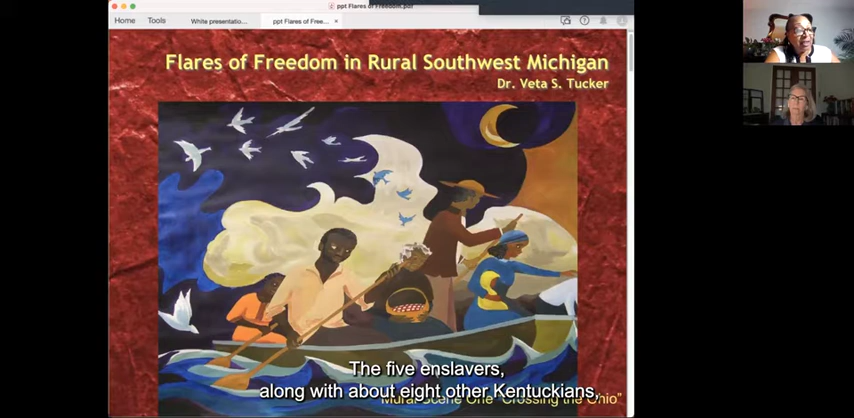 ppt Flares of Freedom.pdf
Home
Tools
White presentatio...
ppt Flares of Free...
Flares of Freedom in Rural Southwest Michigan
Dr. Veta S. Tucker
The five enslavers,
along with about eight other Kentuckians,
Mural Scene One "Crossing the Ohio"